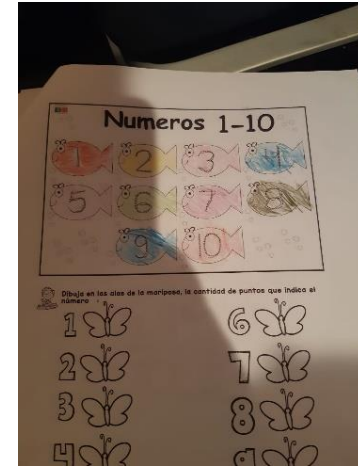 Numeros 1-10
1 2 3 4
5 6 7 8
9 10
Dibuja en las alas de la mariposa, la cantidad de puntos que indica el
número
1 6
2 7
3 8
4 9